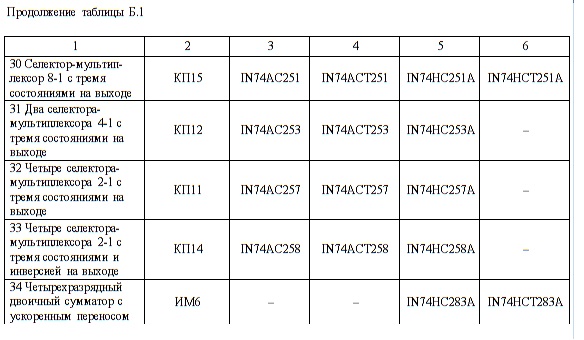 Продолжение таблицы Б.1
1 2 3 4 5 6
30 Селектор-мультип-
лексор 8-1 с тремя
состояниями на выходе
КП15 IN74AC251 IN74ACT251 IN74HC251A IN74HCT251A
31 Два селектора-
мультиплексора 4-1 с
тремя состояниями на
выходе
КП12 IN74AC253 IN74ACT253 IN74HC253A –
32 Четыре селектора-
мультиплексора 2-1 с
тремя состояниями на
выходе
КП11 IN74AC257 IN74ACT257 IN74HC257A –
33 Четыре селектора-
мультиплексора 2-1 с
тремя состояниями и
инверсией на выходе
КП14 IN74AC258 IN74ACT258 IN74HC258A –
34 Четырехразрядный
двоичный сумматор с
ускоренным переносом
ИМ6 – – IN74HC283A IN74HCT283A